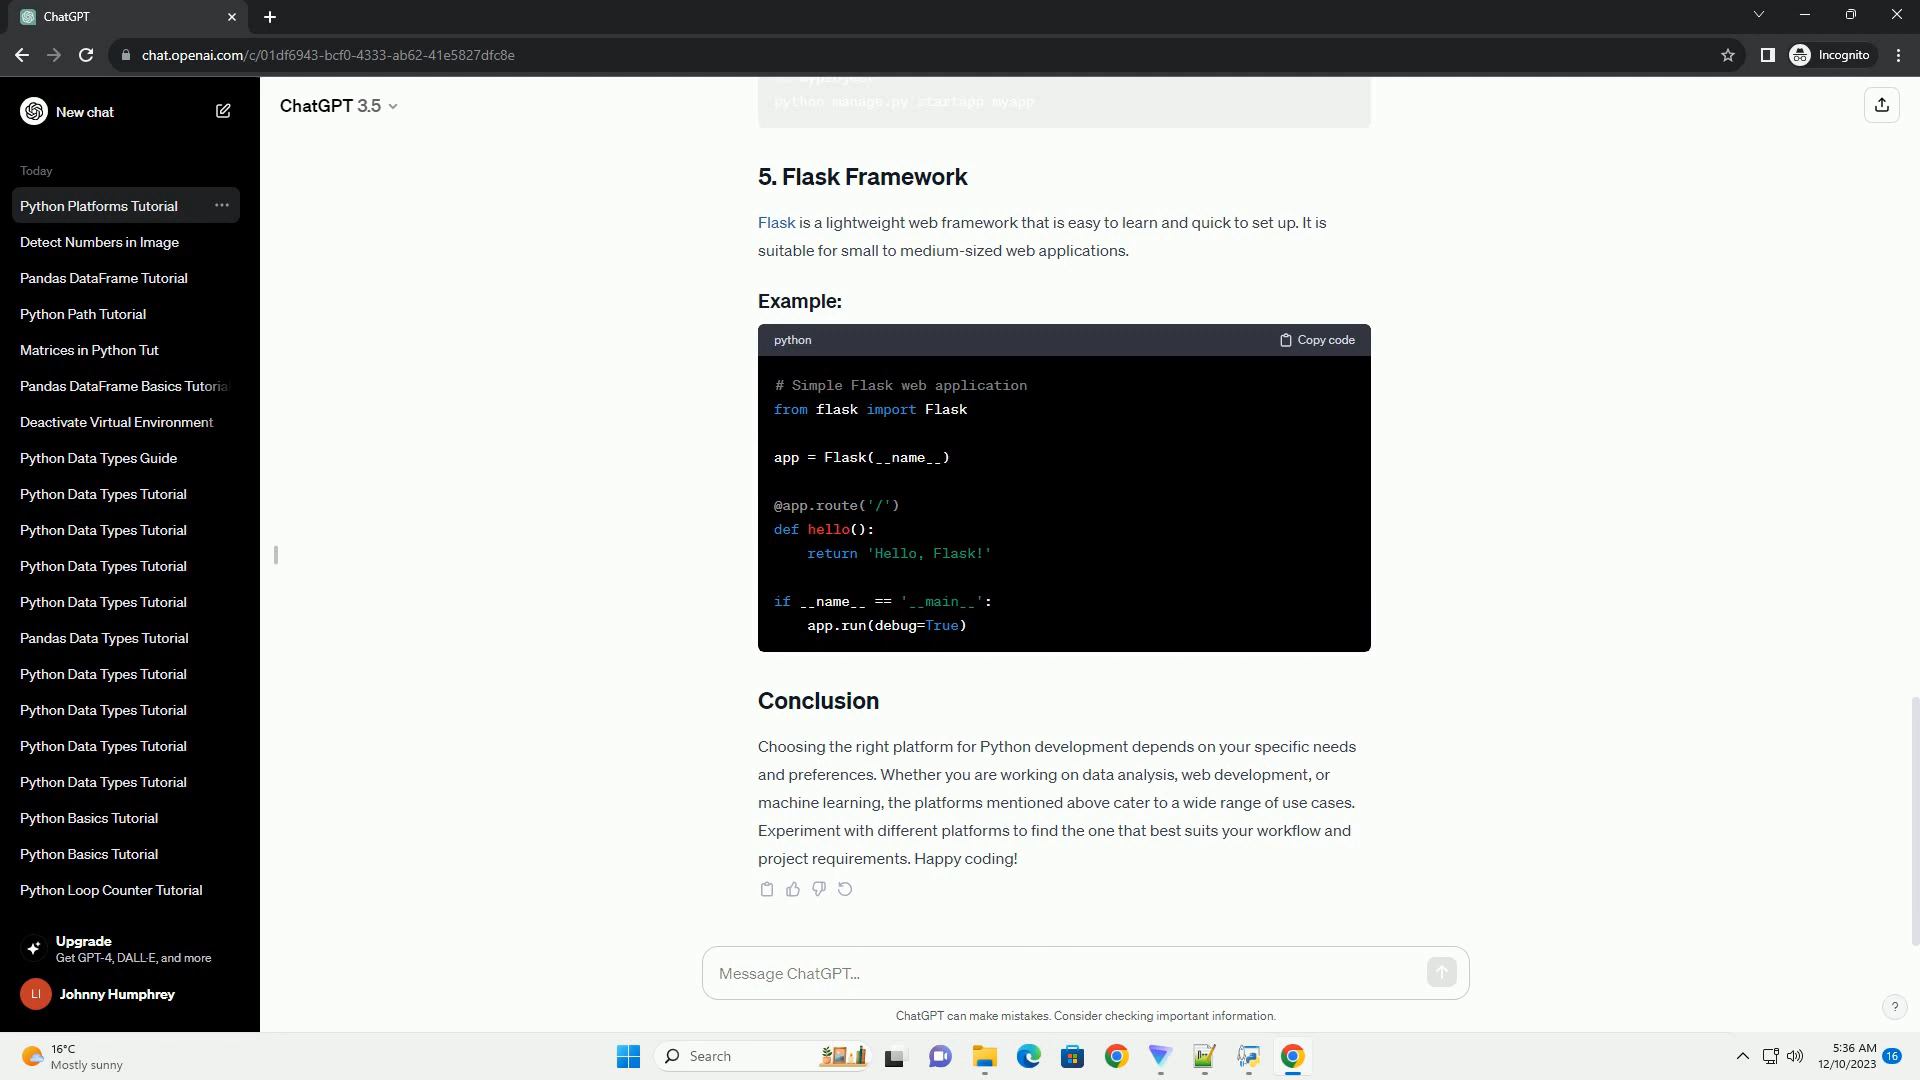 ChatGPT
chat.openai.com/c/01df6943-bcf0-4333-ab62-41e5827dfc8e
Incognito
New chat
Today
Python Platforms Tutorial
Detect Numbers in Image
Pandas DataFrame Tutorial
Python Path Tutorial
Matrices in Python Tut
Pandas DataFrame Basics Tutorial
Deactivate Virtual Environment
Python Data Types Guide
Python Data Types Tutorial
Python Data Types Tutorial
Python Data Types Tutorial
Python Data Types Tutorial
Pandas Data Types Tutorial
Python Data Types Tutorial
Python Data Types Tutorial
Python Data Types Tutorial
Python Data Types Tutorial
Python Basics Tutorial
Python Basics Tutorial
Python Loop Counter Tutorial
Upgrade
Get GPT-4, DALL·E, and more
LI
Johnny Humphrey
ChatGPT 3.5
python manage.py startapp myapp
5. Flask Framework
Flask is a lightweight web framework that is easy to learn and quick to set up. It is
suitable for small to medium-sized web applications.
Example:
python
Copy code
# Simple Flask web application
from flask import Flask
app = Flask(__name__)
@app.route('/')
def hello():
return 'Hello, Flask!'
if __name__ == '__main__':
app.run(debug=True)
Conclusion
Choosing the right platform for Python development depends on your specific needs
and preferences. Whether you are working on data analysis, web development, or
machine learning, the platforms mentioned above cater to a wide range of use cases.
Experiment with different platforms to find the one that best suits your workflow and
project requirements. Happy coding!
Message ChatGPT...
ChatGPT can make mistakes. Consider checking important information.
?
16°C
Mostly sunny
Search
5:36 AM
12/10/2023
16